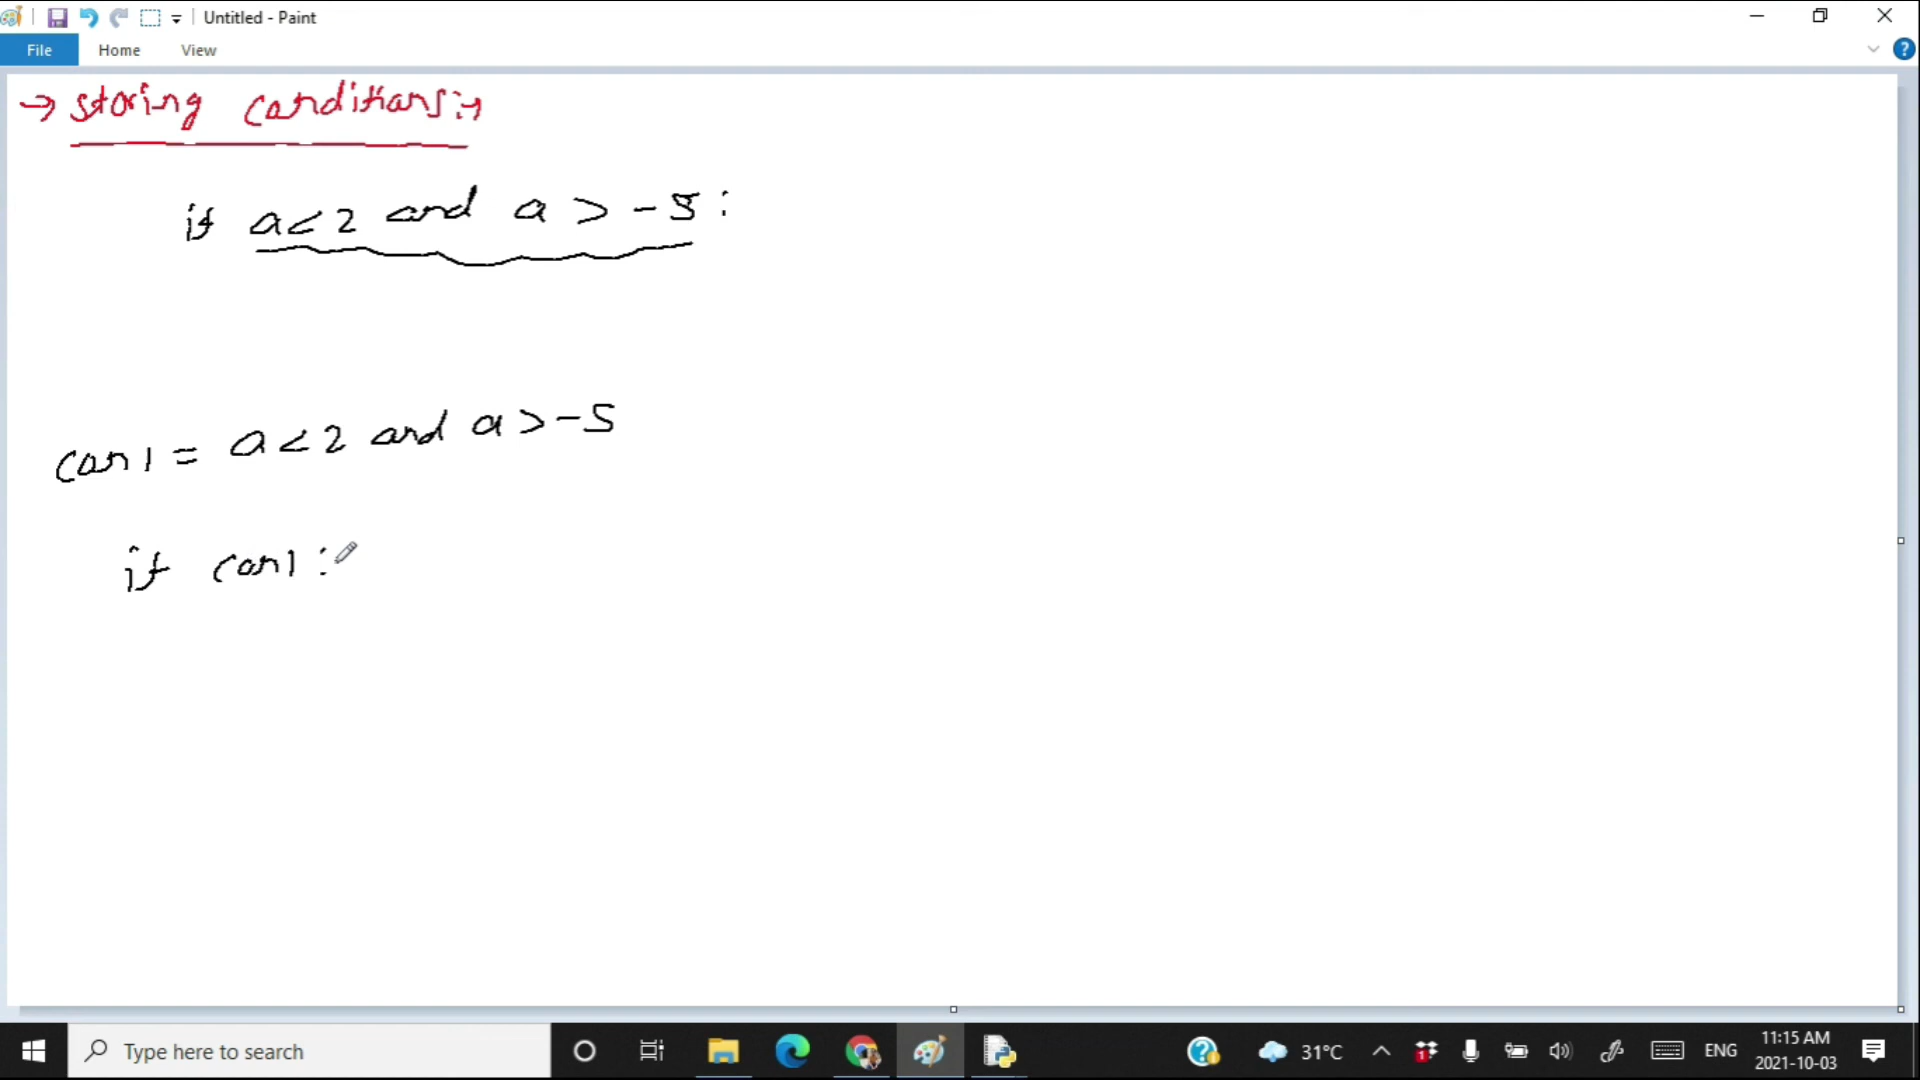 Untitled - Paint
File Home View
→ storing conditions:-
if a<2 and a > -5 :
con1 = a<2 and a>-5
if con1 :
Type here to search
31°C
ENG
11:15 AM
2021-10-03